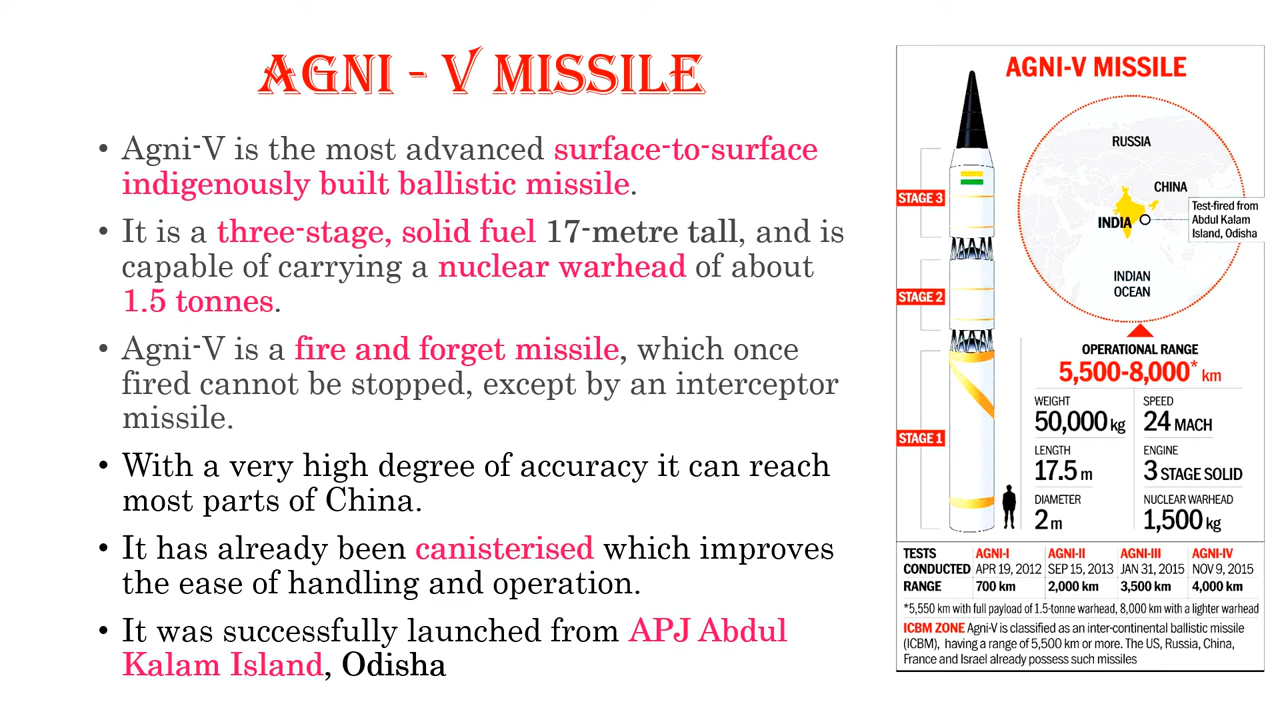 AGNI - V MISSILE
• Agni-V is the most advanced surface-to-surface
indigenously built ballistic missile.
• It is a three-stage, solid fuel 17-metre tall, and is
capable of carrying a nuclear warhead of about
1.5 tonnes.
• Agni-V is a fire and forget missile, which once
fired cannot be stopped, except by an interceptor
missile.
• With a very high degree of accuracy it can reach
most parts of China.
• It has already been canisterised which improves
the ease of handling and operation.
• It was successfully launched from APJ Abdul
Kalam Island, Odisha
AGNI-V MISSILE
STAGE 3
STAGE 2
STAGE 1
RUSSIA
CHINA
INDIA
Test-fired from
Abdul Kalam
Island, Odisha
INDIAN
OCEAN
OPERATIONAL RANGE
5,500-8,000* km
WEIGHT
50,000 kg
SPEED
24 MACH
LENGTH
17.5 m
ENGINE
3 STAGE SOLID
DIAMETER
2 m
NUCLEAR WARHEAD
1,500 kg
TESTS AGNI-I AGNI-II AGNI-III AGNI-IV
CONDUCTED APR 19, 2012 SEP 15, 2013 JAN 31, 2015 NOV 9, 2015
RANGE 700 km 2,000 km 3,500 km 4,000 km
*5,550 km with full payload of 1.5-tonne warhead, 8,000 km with a lighter warhead
ICBM ZONE Agni-V is classified as an inter-continental ballistic missile
(ICBM), having a range of 5,500 km or more. The US, Russia, China,
France and Israel already possess such missiles